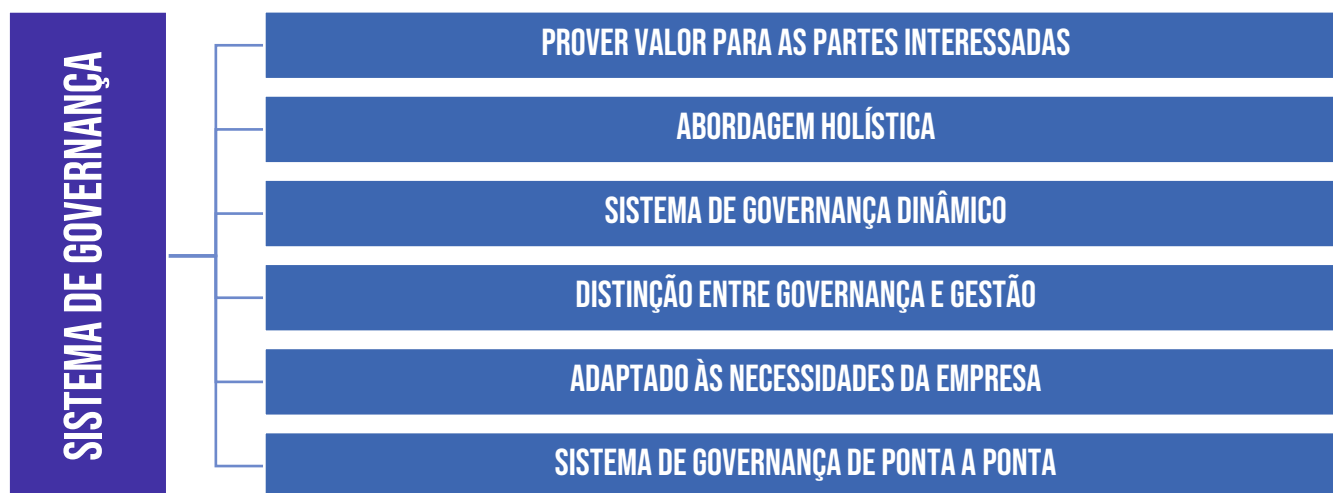 SISTEMA DE GOVERNANÇA
PROVER VALOR PARA AS PARTES INTERESSADAS
ABORDAGEM HOLÍSTICA
SISTEMA DE GOVERNANÇA DINÂMICO
DISTINÇÃO ENTRE GOVERNANÇA E GESTÃO
ADAPTADO ÀS NECESSIDADES DA EMPRESA
SISTEMA DE GOVERNANÇA DE PONTA A PONTA